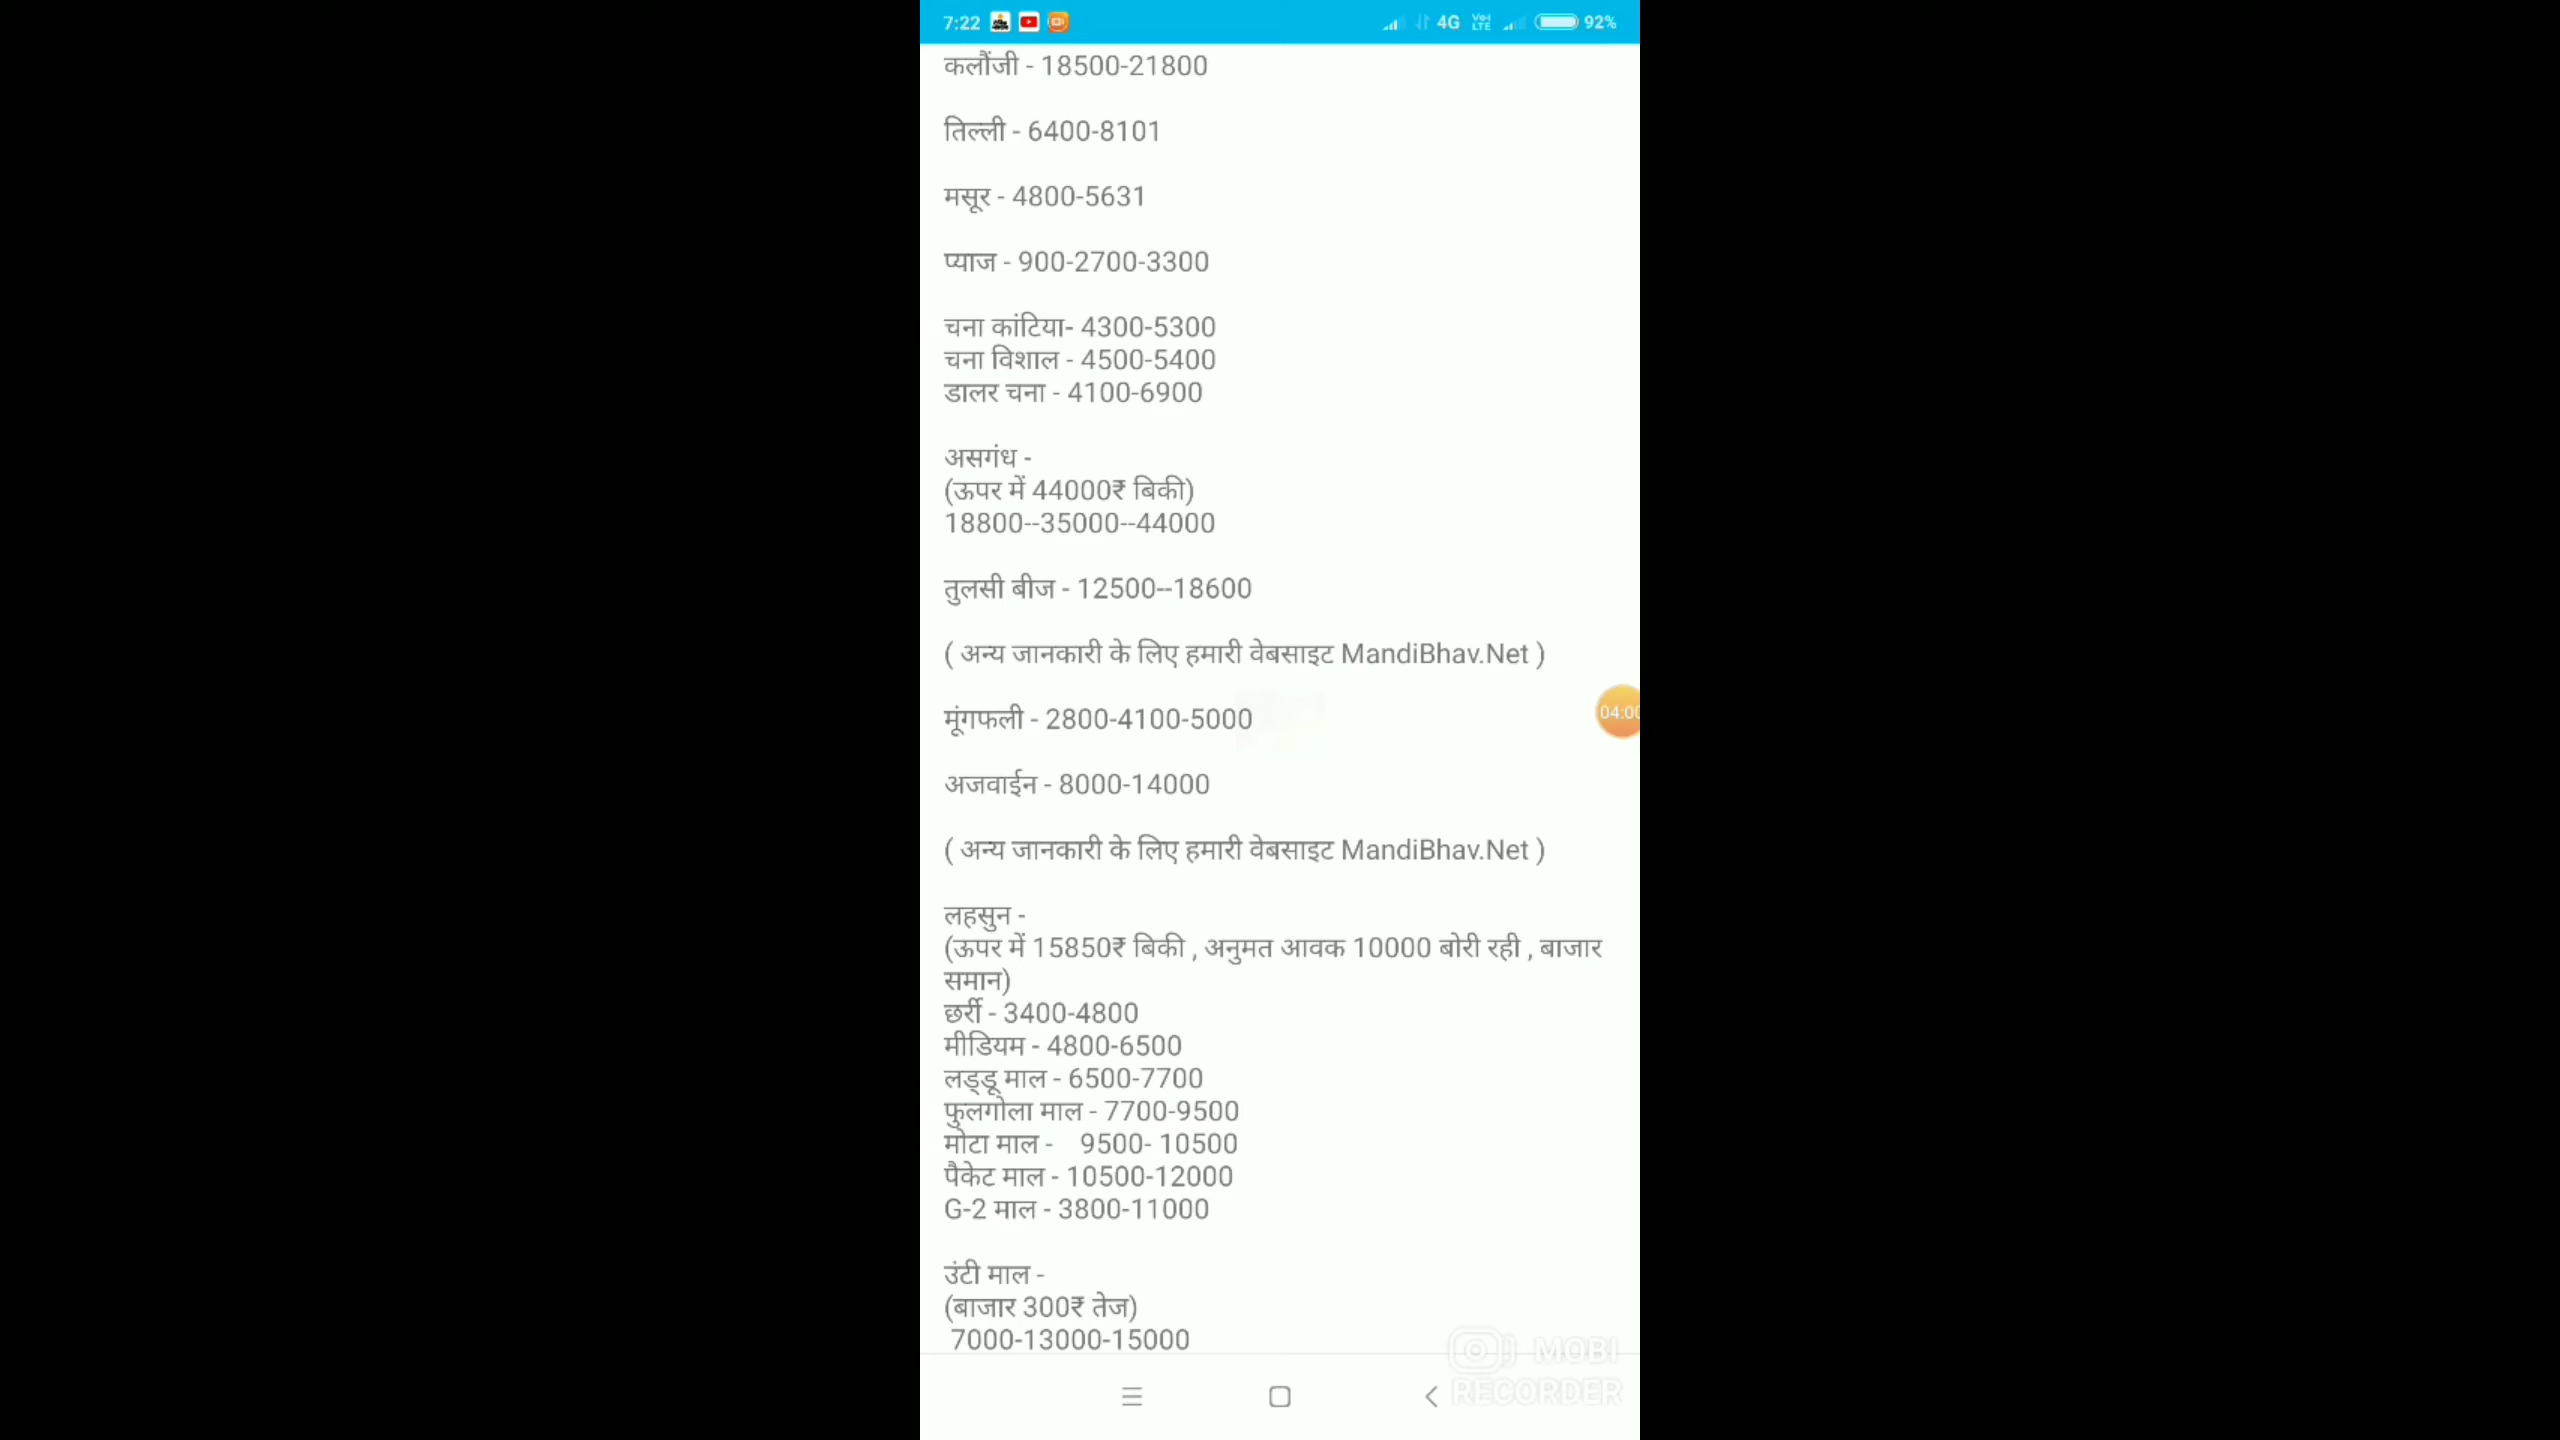 7:22 4G Vo LTE 92%
कलौंजी - 18500-21800
तिल्ली - 6400-8101
मसूर - 4800-5631
प्याज - 900-2700-3300
चना कांटिया- 4300-5300
चना विशाल - 4500-5400
डालर चना - 4100-6900
असगंध -
(ऊपर में 44000₹ बिकी)
18800--35000--44000
तुलसी बीज - 12500--18600
( अन्य जानकारी के लिए हमारी वेबसाइट MandiBhav.Net )
मूंगफली - 2800-4100-5000
04:00
अजवाईन - 8000-14000
( अन्य जानकारी के लिए हमारी वेबसाइट MandiBhav.Net )
लहसुन -
(ऊपर में 15850₹ बिकी , अनुमत आवक 10000 बोरी रही , बाजार
समान)
छर्री - 3400-4800
मीडियम - 4800-6500
लड्डू माल - 6500-7700
फुलगोला माल - 7700-9500
मोटा माल - 9500- 10500
पैकेट माल - 10500-12000
G-2 माल - 3800-11000
उंटी माल -
(बाजार 300₹ तेज)
7000-13000-15000
MOBI
RECORDER